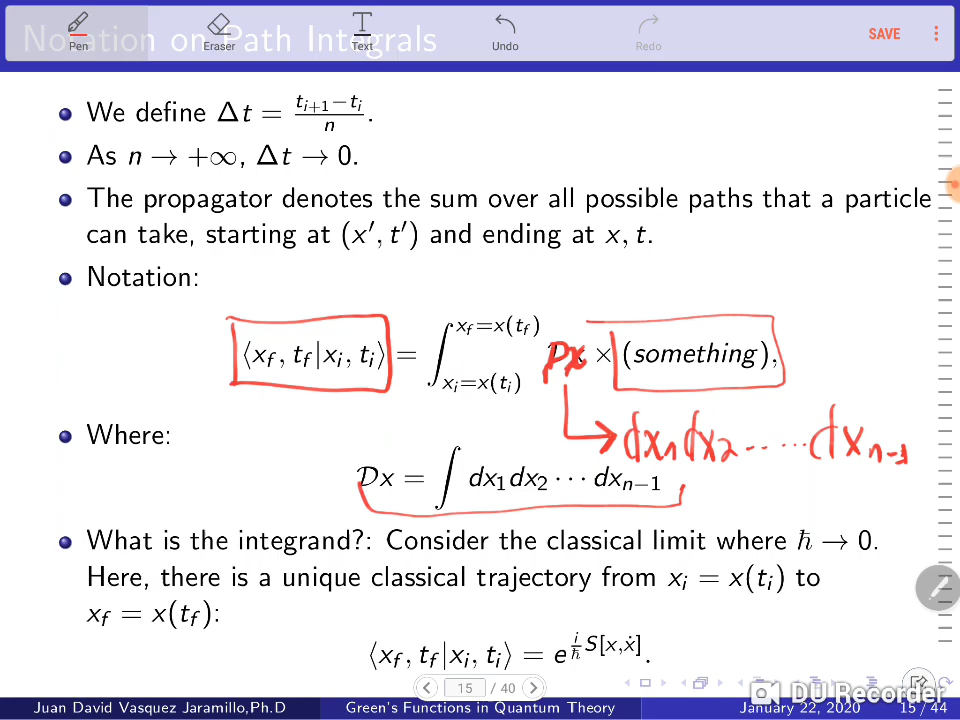 Notation on Path Integrals
Pen
Eraser
Text
Undo
Redo
SAVE
We define Δt = \frac{t_{i+1}−t_i}{n}.
As n → +∞, Δt → 0.
The propagator denotes the sum over all possible paths that a particle
can take, starting at (x′, t′) and ending at x, t.
Notation:
⟨x_f, t_f|x_i, t_i⟩ = ∫_{x_i=x(t_i)}^{x_f=x(t_f)} Dx × (something),
dx_1 dx_2 ...... dx_{n-1}
Where:
𝒟x = ∫ dx_1dx_2 ··· dx_{n−1}
What is the integrand?: Consider the classical limit where ℏ → 0.
Here, there is a unique classical trajectory from x_i = x(t_i) to
x_f = x(t_f):
⟨x_f, t_f|x_i, t_i⟩ = e^{\frac{i}{ℏ}S[x,ẋ]}.
15 / 40
DU Recorder
Juan David Vasquez Jaramillo,Ph.D Green's Functions in Quantum Theory January 22, 2020 15 / 44